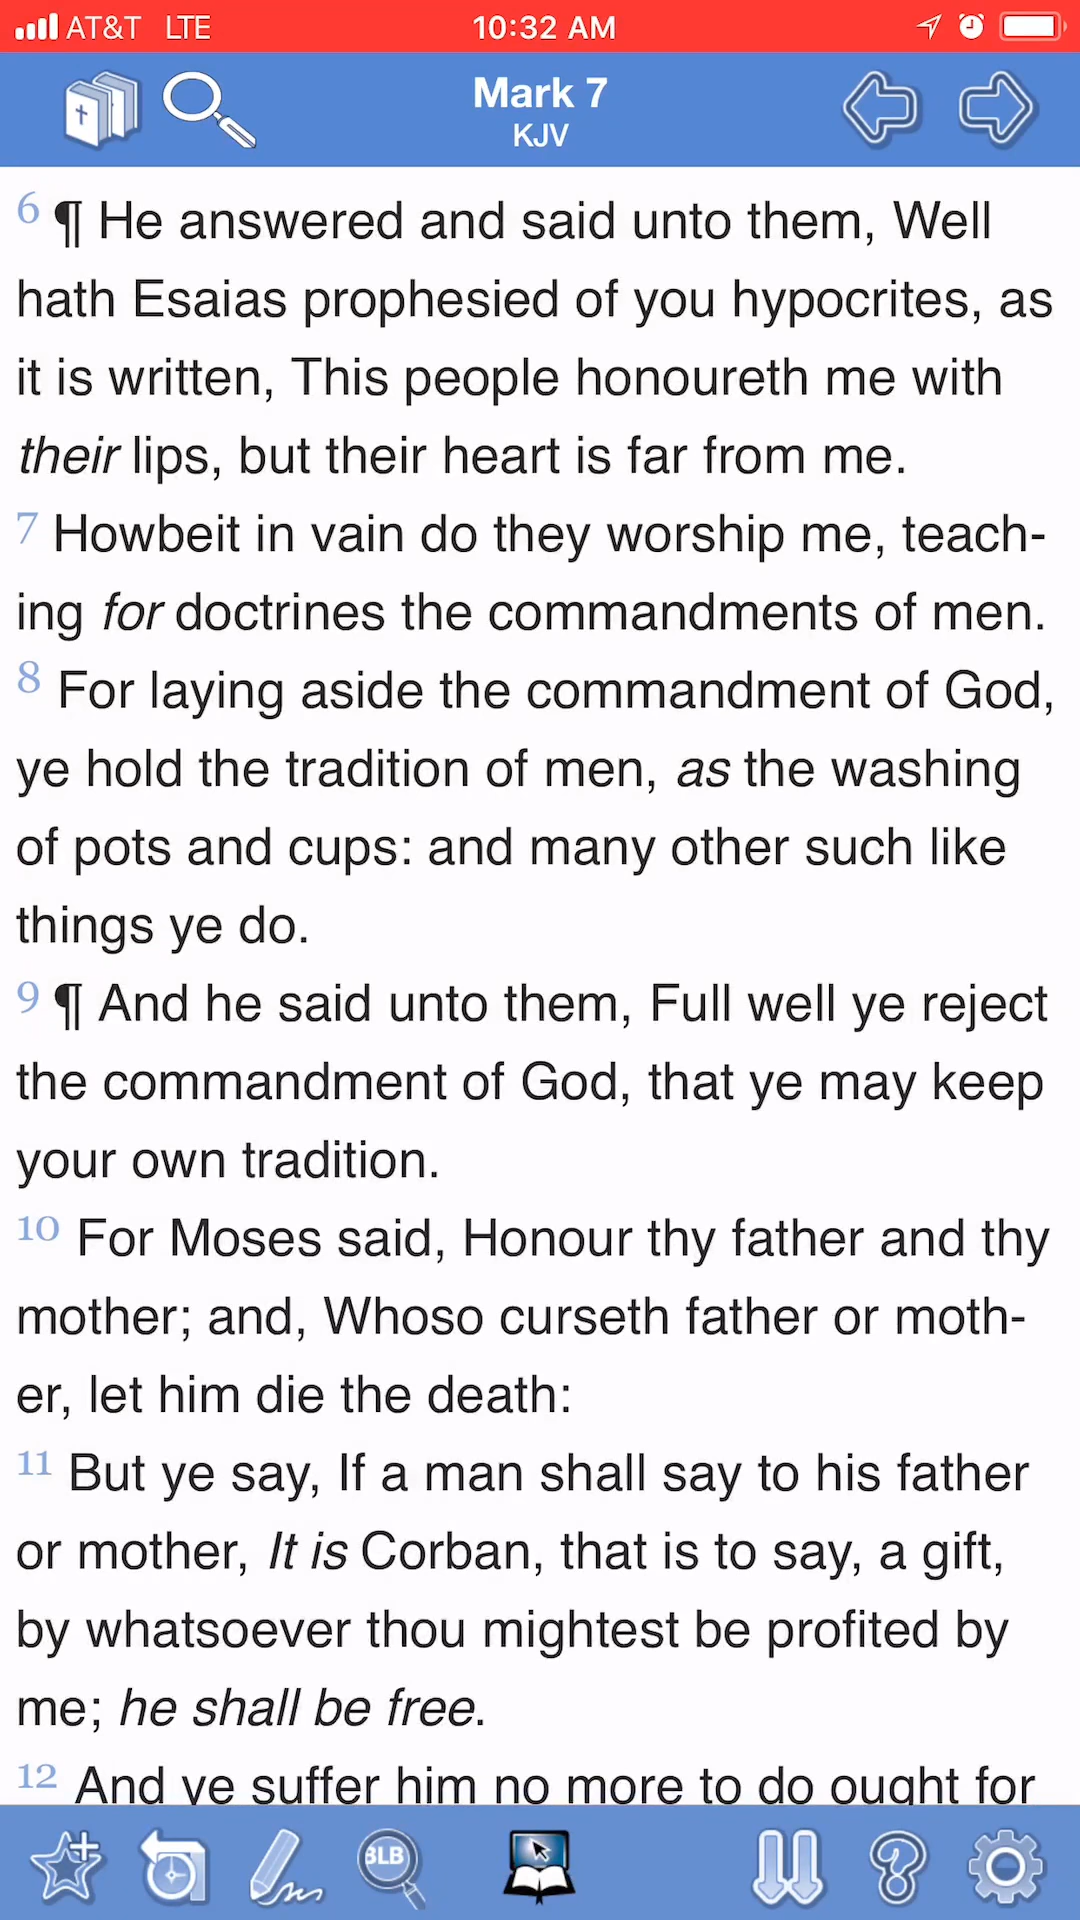 AT&T LTE 10:32 AM
Mark 7
KJV
6 ¶ He answered and said unto them, Well
hath Esaias prophesied of you hypocrites, as
it is written, This people honoureth me with
their lips, but their heart is far from me.
7 Howbeit in vain do they worship me, teach-
ing for doctrines the commandments of men.
8 For laying aside the commandment of God,
ye hold the tradition of men, as the washing
of pots and cups: and many other such like
things ye do.
9 ¶ And he said unto them, Full well ye reject
the commandment of God, that ye may keep
your own tradition.
10 For Moses said, Honour thy father and thy
mother; and, Whoso curseth father or moth-
er, let him die the death:
11 But ye say, If a man shall say to his father
or mother, It is Corban, that is to say, a gift,
by whatsoever thou mightest be profited by
me; he shall be free.
12 And ye suffer him no more to do ought for
BLB